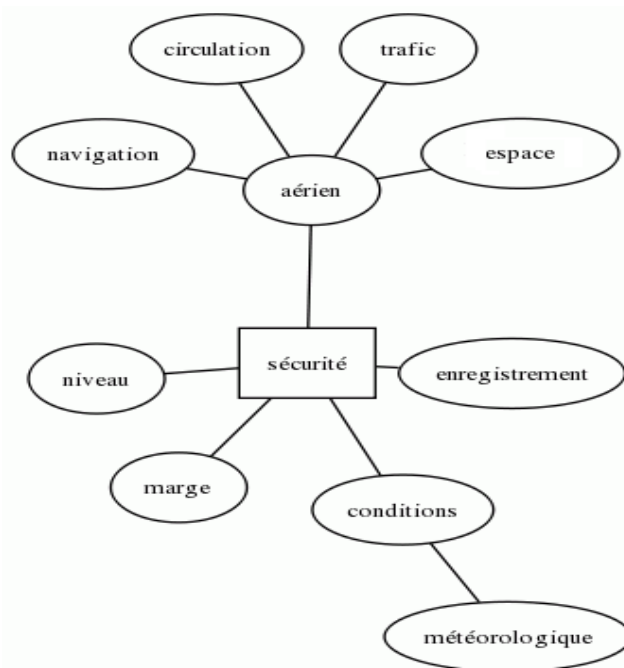 circulation
trafic
navigation
espace
aérien
sécurité
niveau
enregistrement
marge
conditions
météorologique